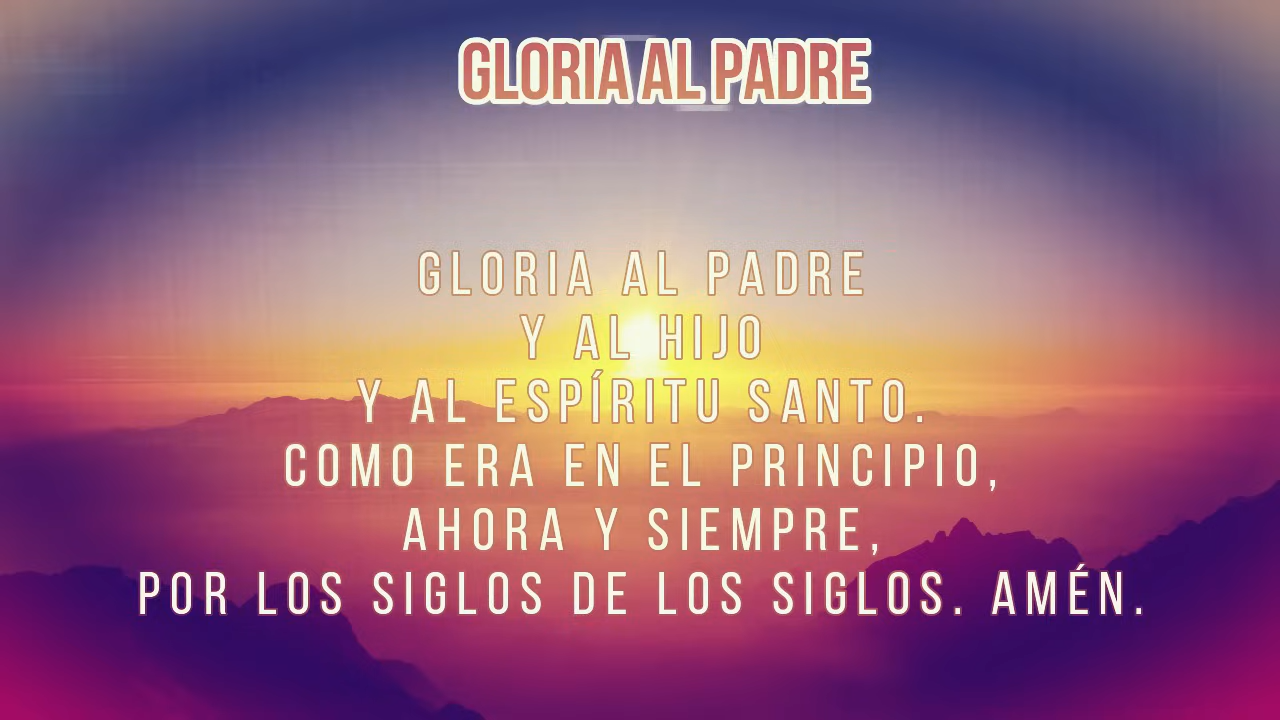 GLORIA AL PADRE
GLORIA AL PADRE
Y AL HIJO
Y AL ESPÍRITU SANTO.
COMO ERA EN EL PRINCIPIO,
AHORA Y SIEMPRE,
POR LOS SIGLOS DE LOS SIGLOS. AMÉN.